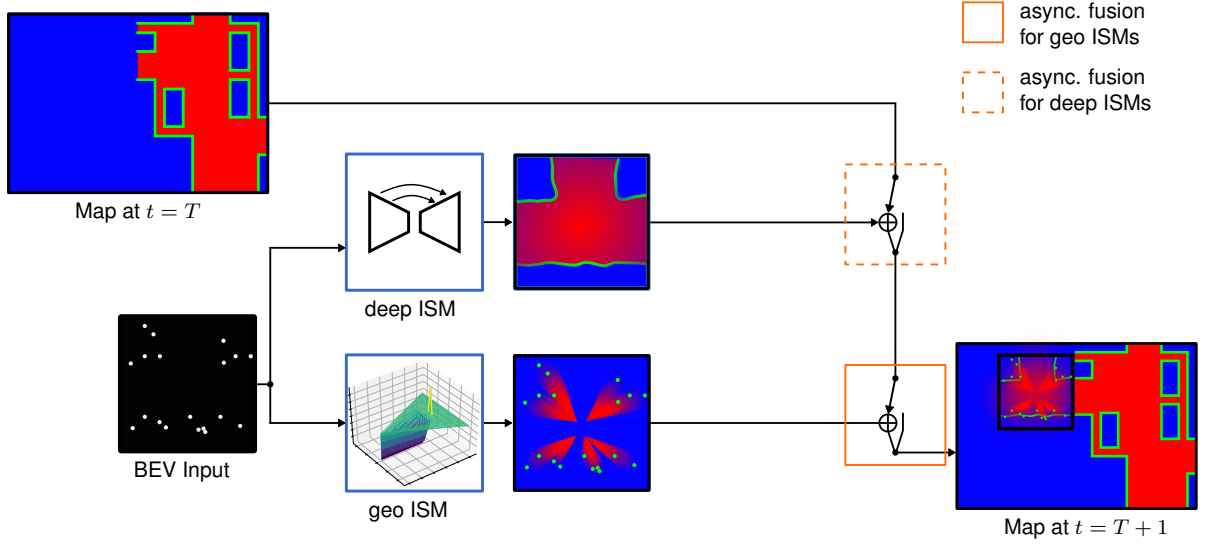 async. fusion
for geo ISMs
async. fusion
for deep ISMs
Map at t = T
deep ISM
BEV Input
geo ISM
Map at t = T + 1